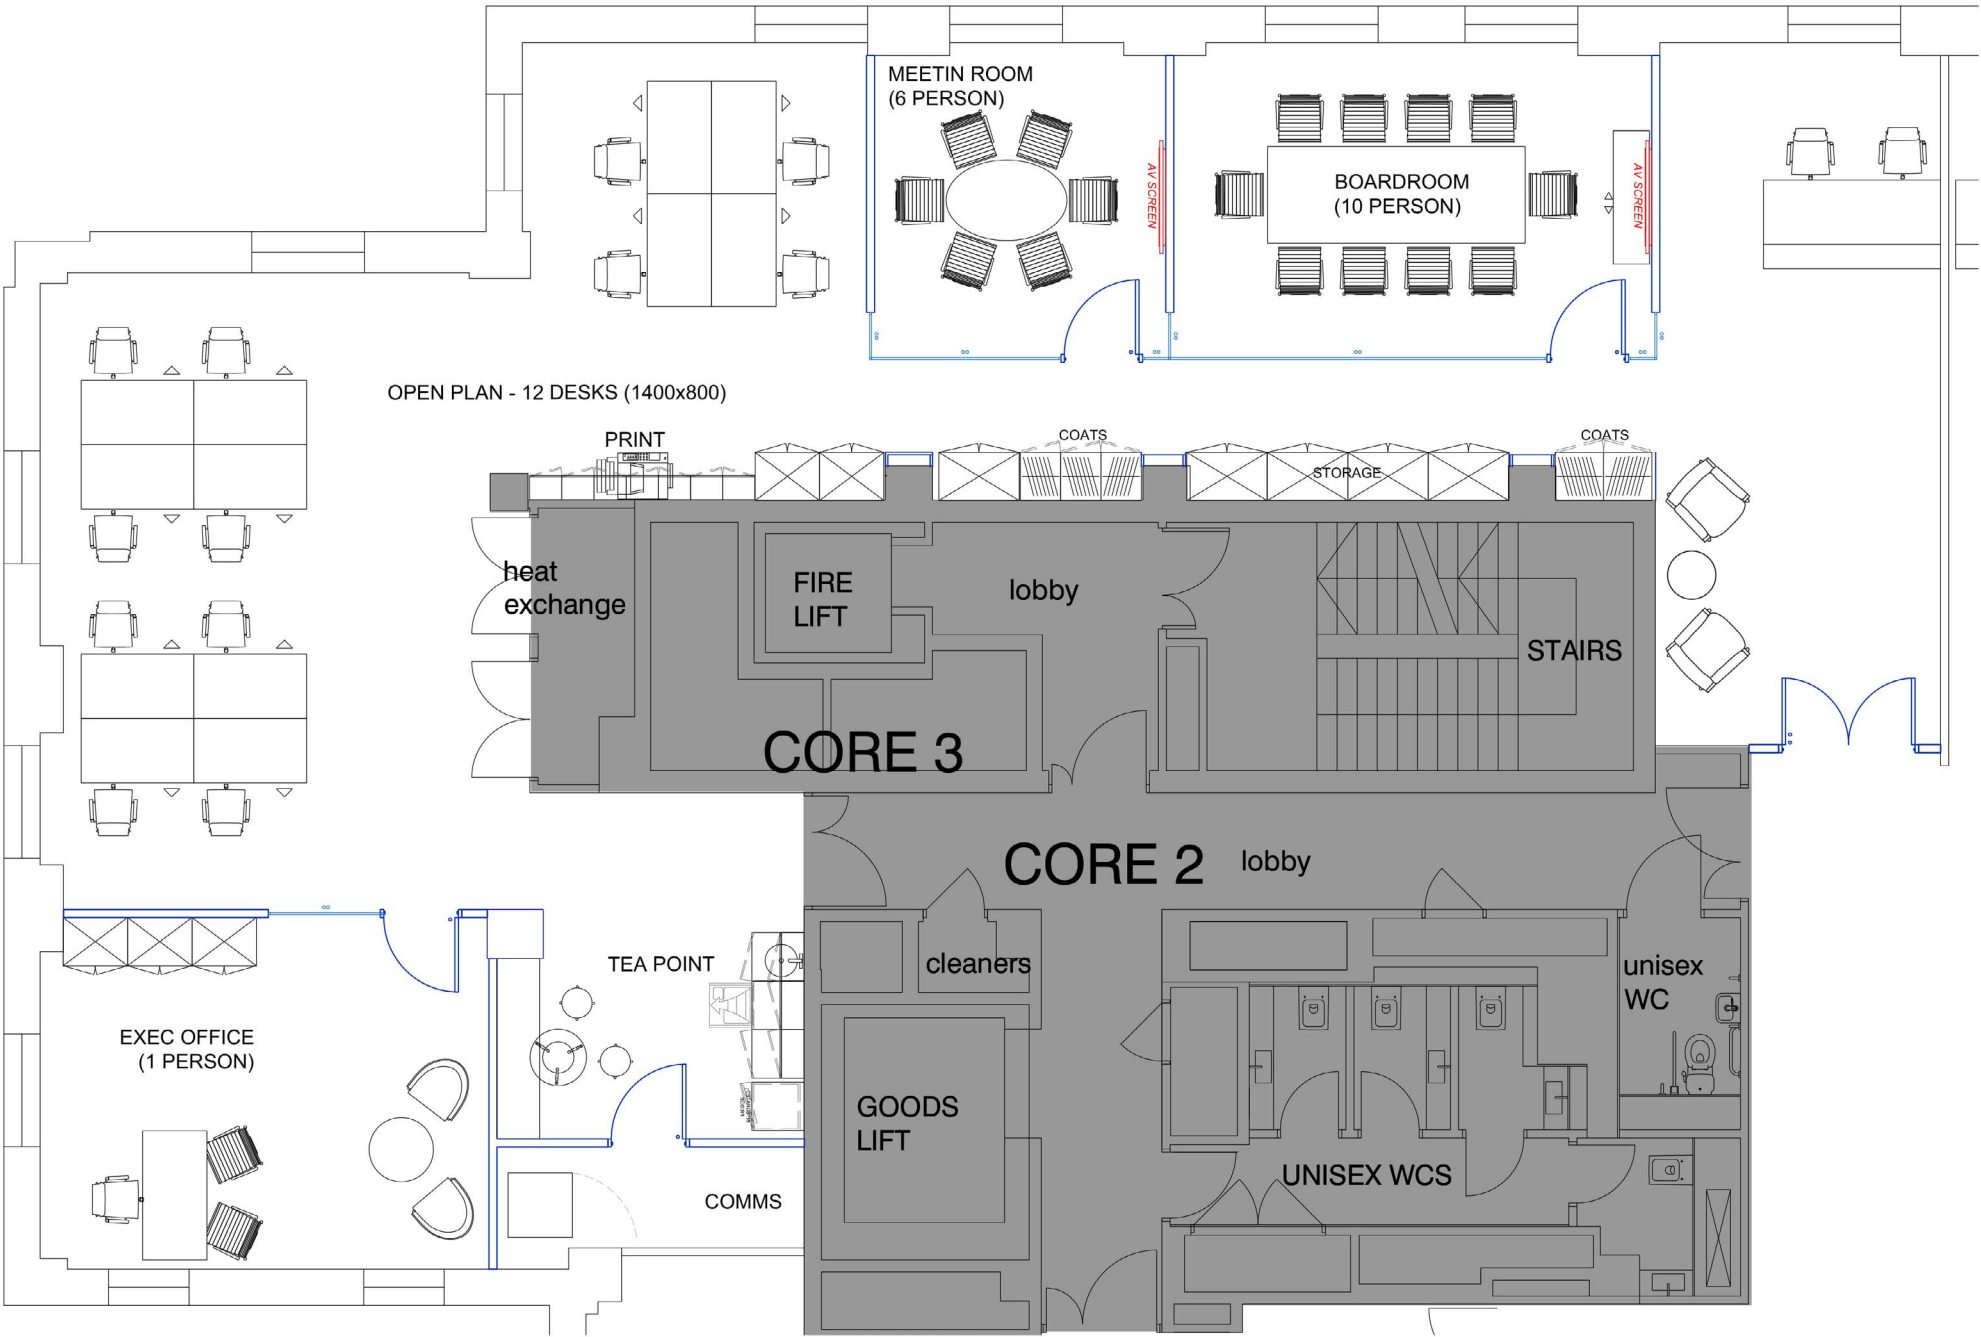 MEETIN ROOM
(6 PERSON)
AV SCREEN
BOARDROOM
(10 PERSON)
AV SCREEN
OPEN PLAN - 12 DESKS (1400x800)
PRINT
COATS
COATS
STORAGE
heat
exchange
FIRE
LIFT
lobby
STAIRS
CORE 3
CORE 2
lobby
TEA POINT
cleaners
unisex
WC
EXEC OFFICE
(1 PERSON)
GOODS
LIFT
UNISEX WCS
COMMS